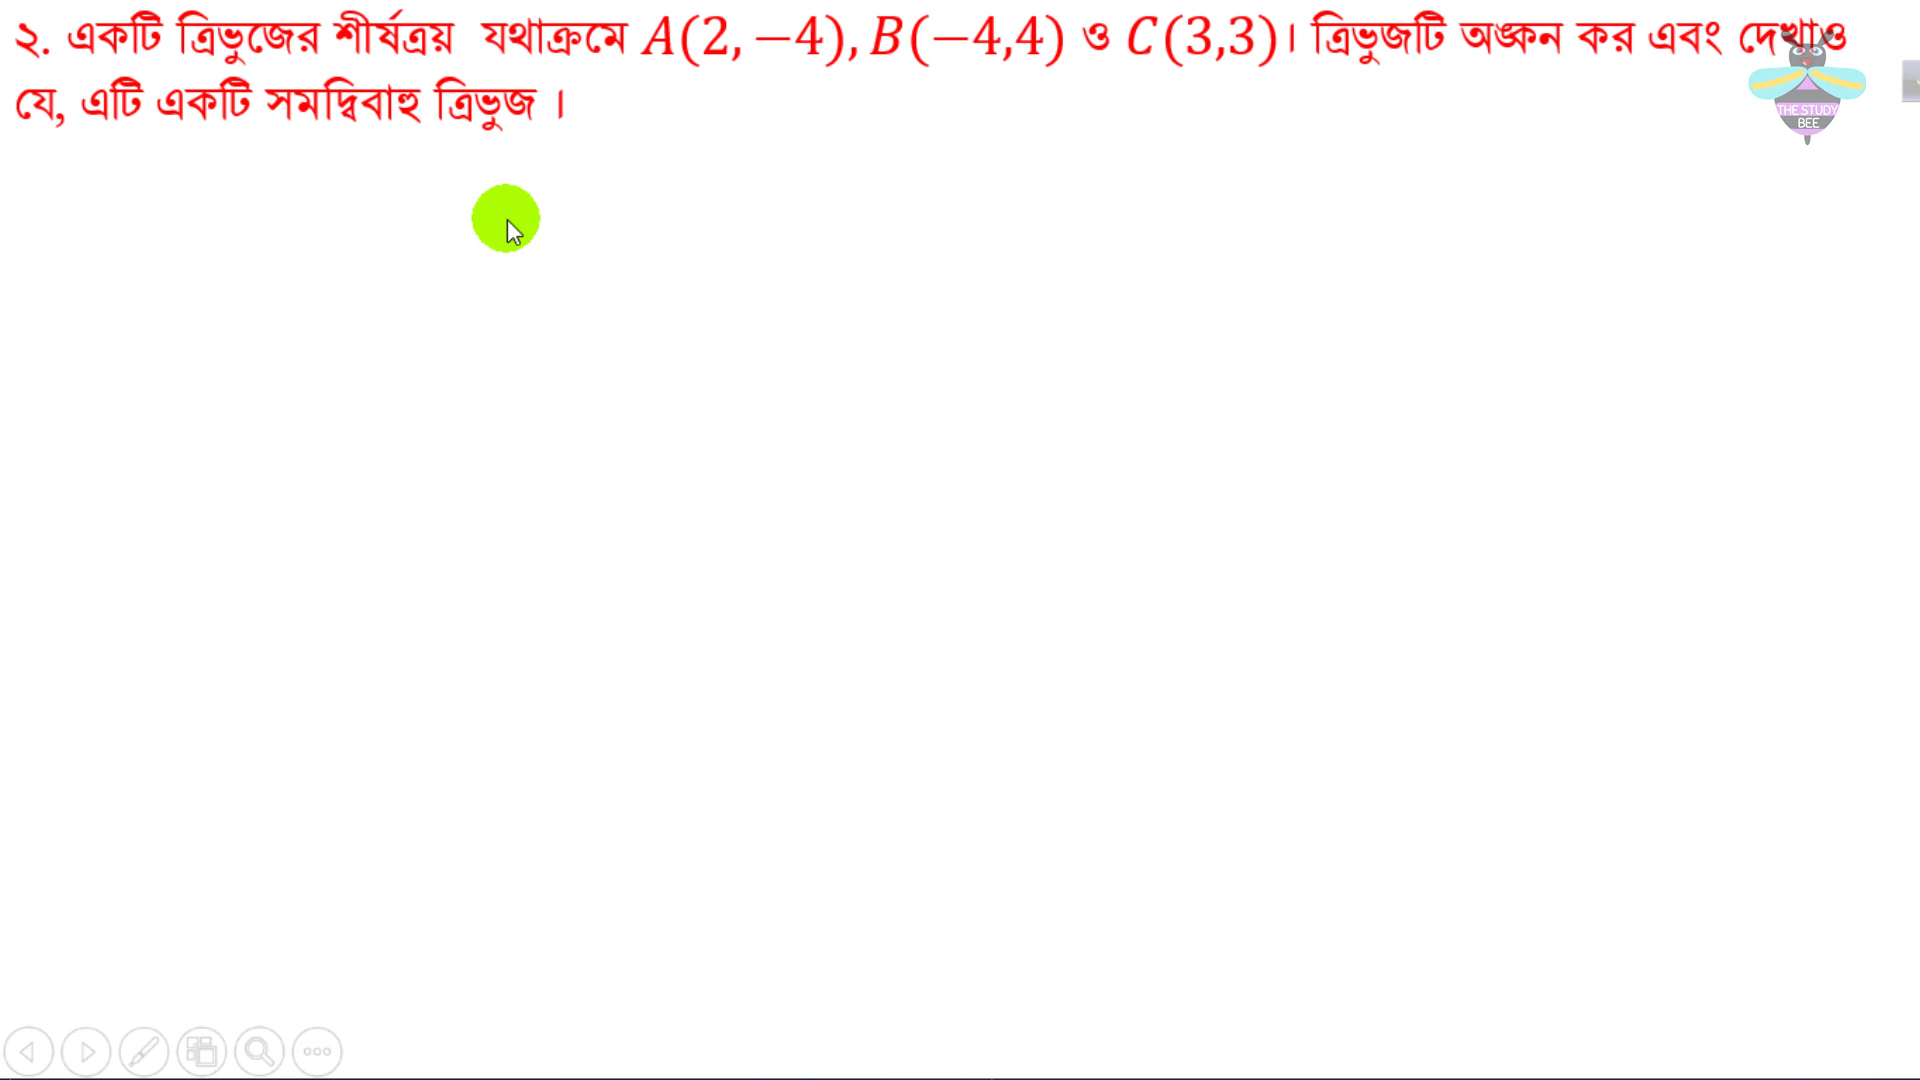 ২. একটি ত্রিভুজের শীর্ষত্রয় যথাক্রমে A(2, −4), B(−4,4) ও C(3,3)। ত্রিভুজটি অঙ্কন কর এবং দেখাও
যে, এটি একটি সমদ্বিবাহু ত্রিভুজ ।
THE STUDY
BEE